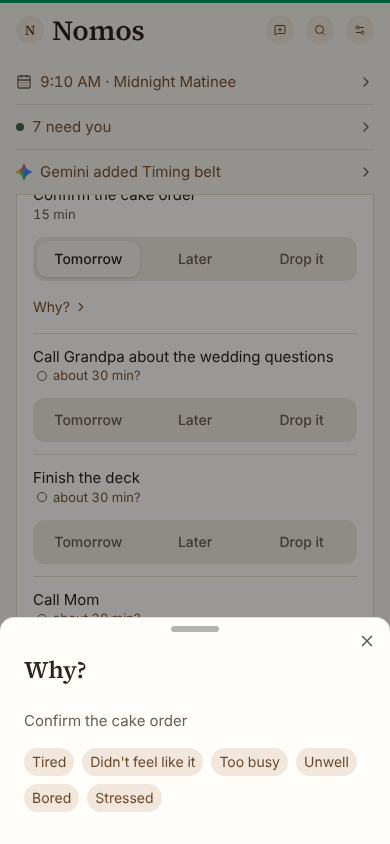 N Nomos
9:10 AM · Midnight Matinee
7 need you
Gemini added Timing belt
Confirm the cake order
15 min
Tomorrow Later Drop it
Why?
Call Grandpa about the wedding questions
about 30 min?
Tomorrow Later Drop it
Finish the deck
about 30 min?
Tomorrow Later Drop it
Call Mom
about 30 min?
Why?
Confirm the cake order
Tired Didn't feel like it Too busy Unwell
Bored Stressed